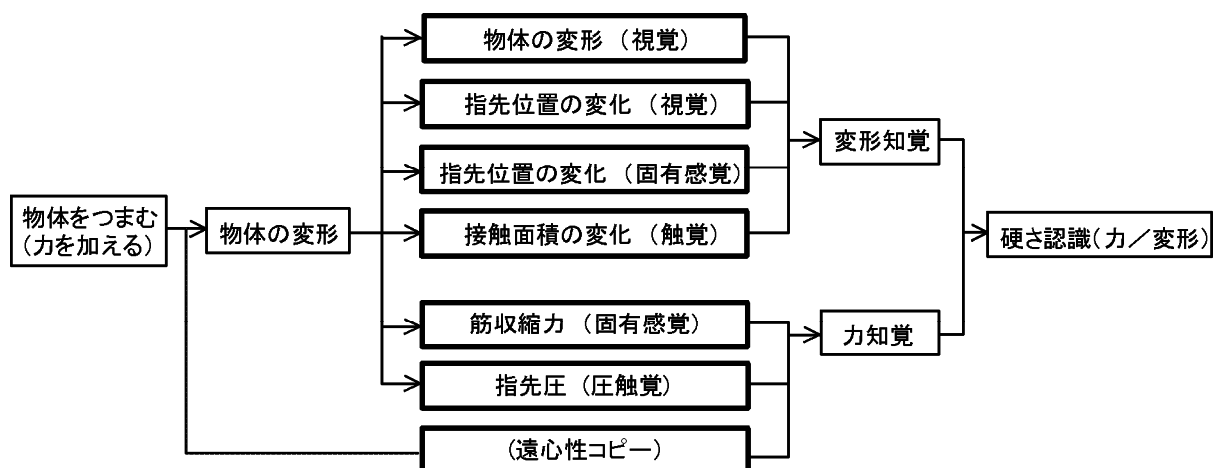 物体をつまむ
(力を加える)
物体の変形
物体の変形 (視覚)
指先位置の変化 (視覚)
指先位置の変化 (固有感覚)
接触面積の変化 (触覚)
筋収縮力 (固有感覚)
指先圧 (圧触覚)
(遠心性コピー)
変形知覚
力知覚
硬さ認識(力/変形)